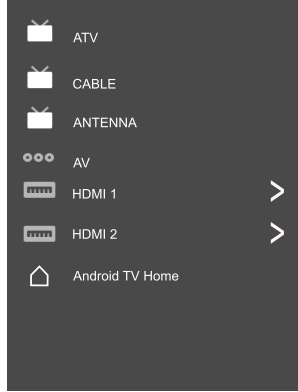 ATV
CABLE
ANTENNA
AV
HDMI 1
HDMI 2
Android TV Home